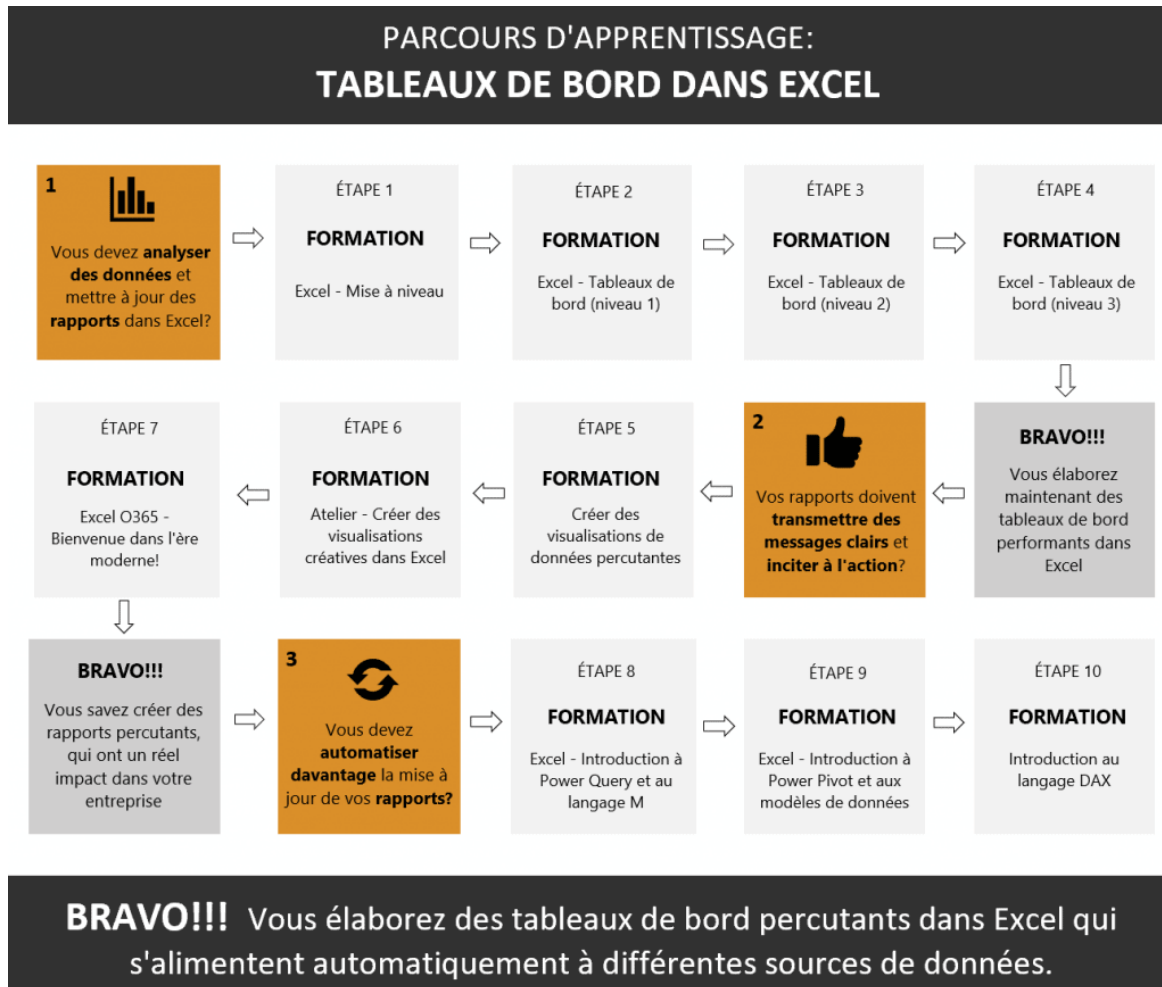 PARCOURS D'APPRENTISSAGE:
TABLEAUX DE BORD DANS EXCEL
1
Vous devez analyser
des données et
mettre à jour des
rapports dans Excel?
ÉTAPE 1
FORMATION
Excel - Mise à niveau
ÉTAPE 2
FORMATION
Excel - Tableaux de
bord (niveau 1)
ÉTAPE 3
FORMATION
Excel - Tableaux de
bord (niveau 2)
ÉTAPE 4
FORMATION
Excel - Tableaux de
bord (niveau 3)
BRAVO!!!
Vous élaborez
maintenant des
tableaux de bord
performants dans
Excel
2
Vos rapports doivent
transmettre des
messages clairs et
inciter à l'action?
ÉTAPE 5
FORMATION
Créer des
visualisations de
données percutantes
ÉTAPE 6
FORMATION
Atelier - Créer des
visualisations
créatives dans Excel
ÉTAPE 7
FORMATION
Excel O365 -
Bienvenue dans l'ère
moderne!
BRAVO!!!
Vous savez créer des
rapports percutants,
qui ont un réel
impact dans votre
entreprise
3
Vous devez
automatiser
davantage la mise à
jour de vos rapports?
ÉTAPE 8
FORMATION
Excel - Introduction à
Power Query et au
langage M
ÉTAPE 9
FORMATION
Excel - Introduction à
Power Pivot et aux
modèles de données
ÉTAPE 10
FORMATION
Introduction au
langage DAX
BRAVO!!! Vous élaborez des tableaux de bord percutants dans Excel qui
s'alimentent automatiquement à différentes sources de données.